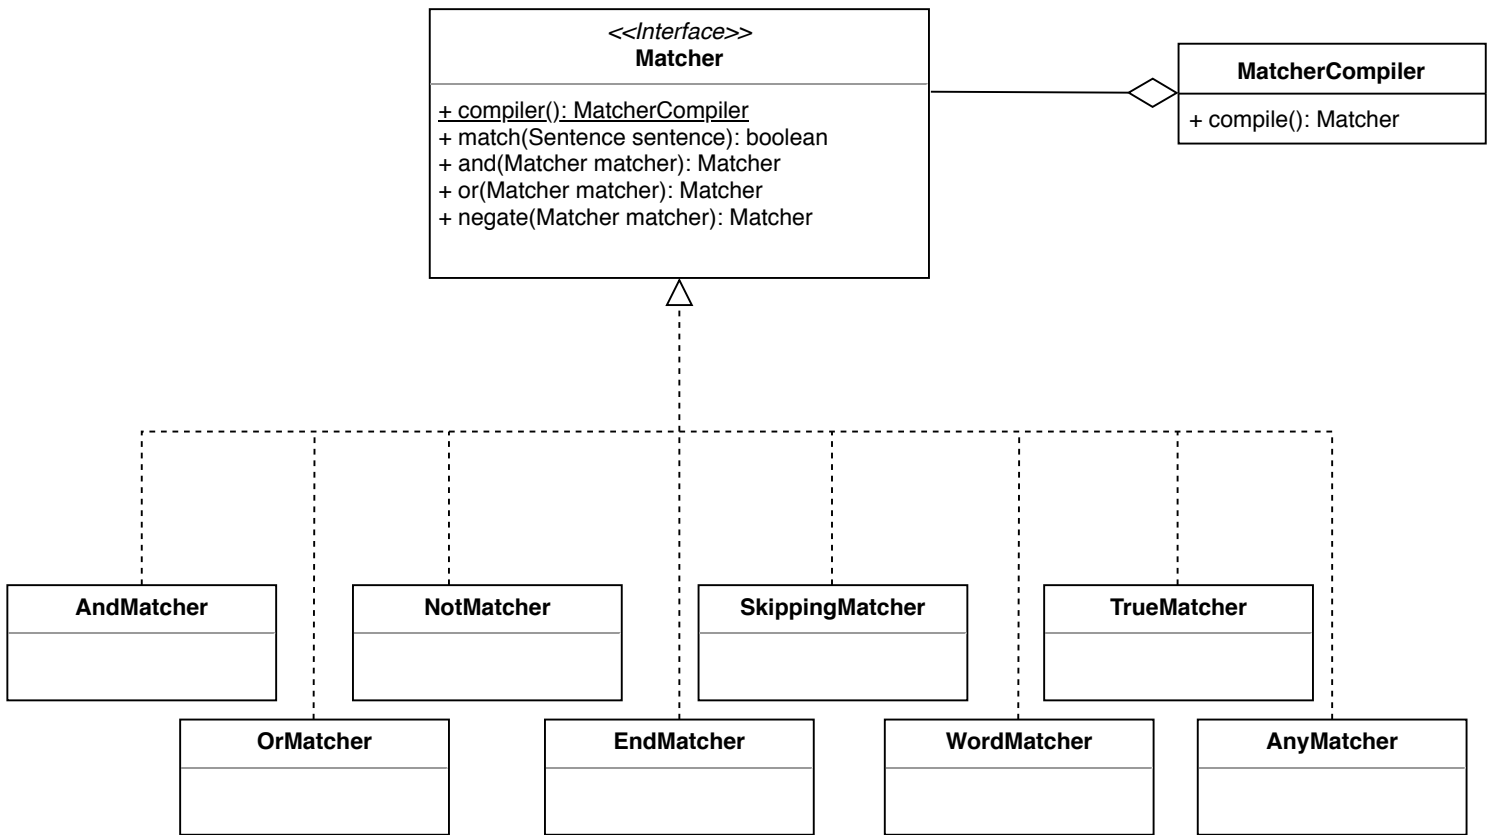 <<Interface>>
Matcher
+ compiler(): MatcherCompiler
+ match(Sentence sentence): boolean
+ and(Matcher matcher): Matcher
+ or(Matcher matcher): Matcher
+ negate(Matcher matcher): Matcher
MatcherCompiler
+ compile(): Matcher
AndMatcher
NotMatcher
SkippingMatcher
TrueMatcher
OrMatcher
EndMatcher
WordMatcher
AnyMatcher